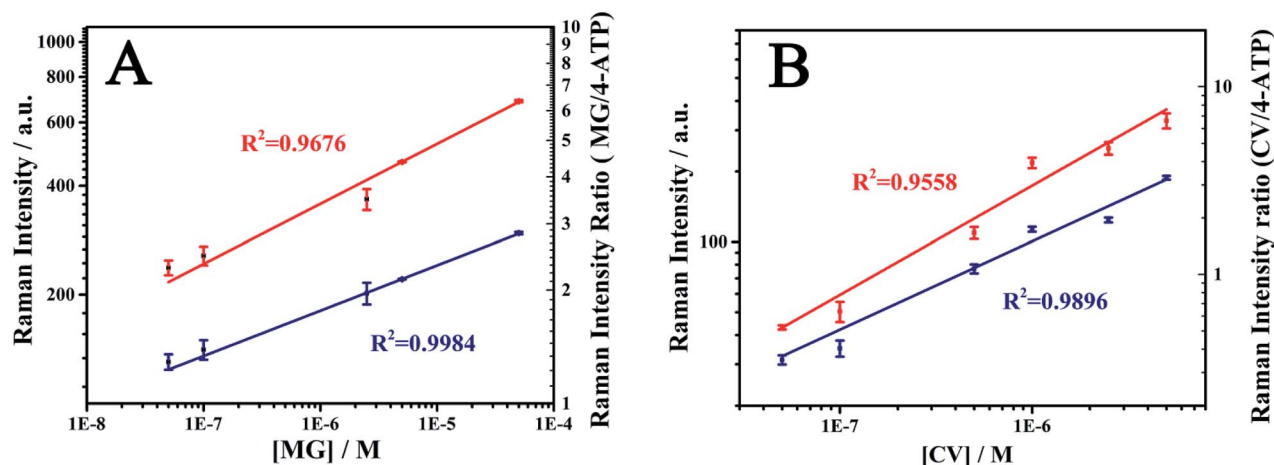 A
Raman Intensity / a.u.
1000
800
600
400
200
R²=0.9676
R²=0.9984
10
9
8
7
6
5
4
3
2
1
Raman Intensity Ratio ( MG/4-ATP)
1E-8
1E-7
1E-6
1E-5
1E-4
[MG] / M
B
Raman Intensity / a.u.
100
R²=0.9558
R²=0.9896
10
1
Raman Intensity ratio (CV/4-ATP)
1E-7
1E-6
[CV] / M